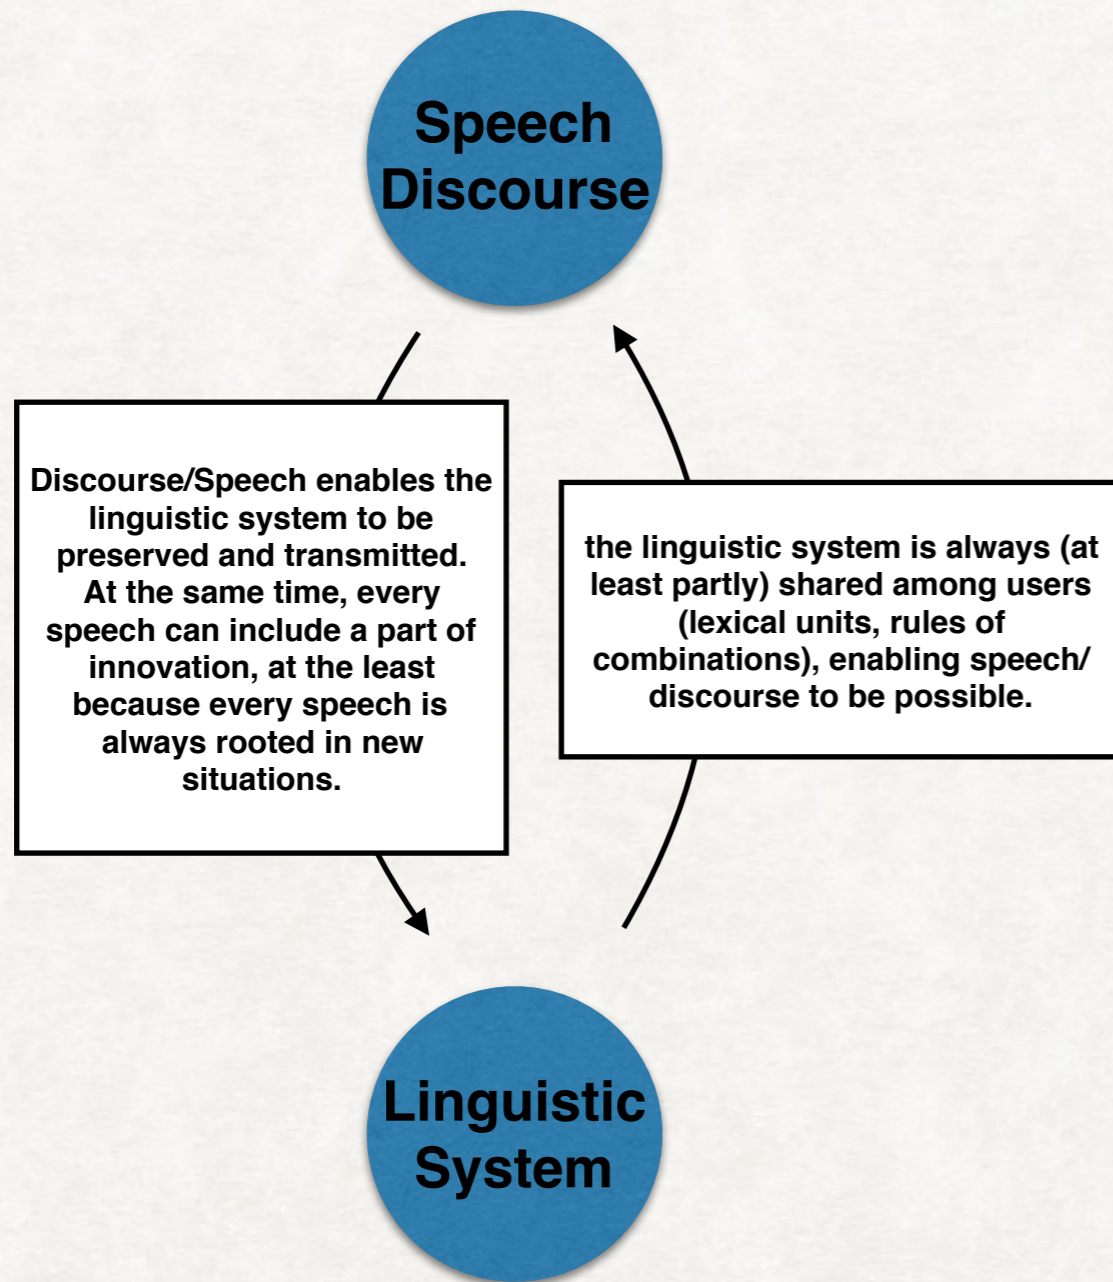 Speech
Discourse
Discourse/Speech enables the
linguistic system to be
preserved and transmitted.
At the same time, every
speech can include a part of
innovation, at the least
because every speech is
always rooted in new
situations.
the linguistic system is always (at
least partly) shared among users
(lexical units, rules of
combinations), enabling speech/
discourse to be possible.
Linguistic
System